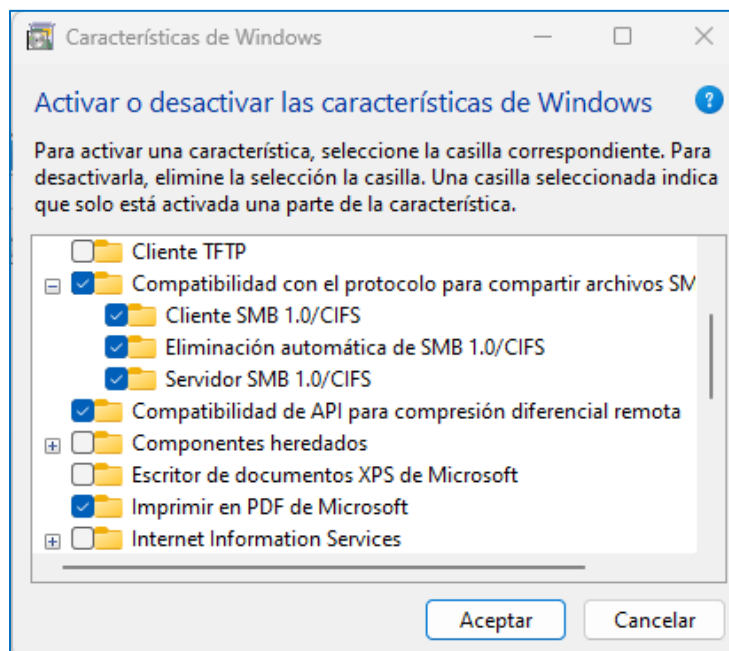 Características de Windows
Activar o desactivar las características de Windows
?
Para activar una característica, seleccione la casilla correspondiente. Para
desactivarla, elimine la selección la casilla. Una casilla seleccionada indica
que solo está activada una parte de la característica.
Cliente TFTP
Compatibilidad con el protocolo para compartir archivos SM
Cliente SMB 1.0/CIFS
Eliminación automática de SMB 1.0/CIFS
Servidor SMB 1.0/CIFS
Compatibilidad de API para compresión diferencial remota
Componentes heredados
Escritor de documentos XPS de Microsoft
Imprimir en PDF de Microsoft
Internet Information Services
Aceptar
Cancelar